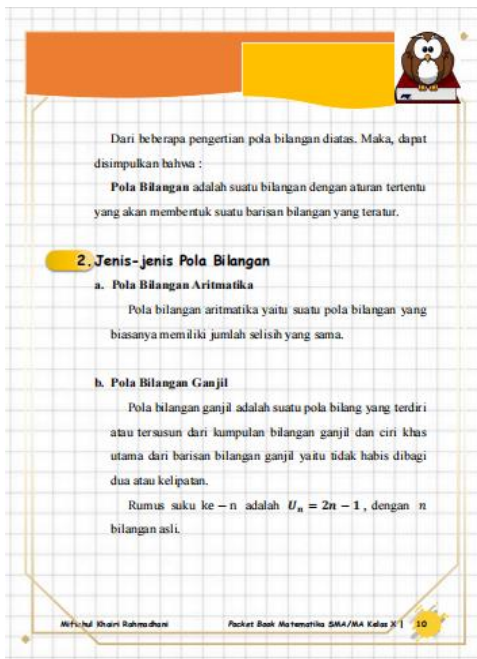 Dari beberapa pengertian pola bilangan diatas. Maka, dapat
disimpulkan bahwa :
Pola Bilangan adalah suatu bilangan dengan aturan tertentu
yang akan membentuk suatu barisan bilangan yang teratur.
2. Jenis-jenis Pola Bilangan
a. Pola Bilangan Aritmatika
Pola bilangan aritmatika yaitu suatu pola bilangan yang
biasanya memiliki jumlah selisih yang sama.
b. Pola Bilangan Ganjil
Pola bilangan ganjil adalah suatu pola bilang yang terdiri
atau tersusun dari kumpulan bilangan ganjil dan ciri khas
utama dari barisan bilangan ganjil yaitu tidak habis dibagi
dua atau kelipatan.
Rumus suku ke – n adalah Uₙ = 2n − 1 , dengan n
bilangan asli.
Miftichul Khairi Rahmadhani Pocket Book Matematika SMA/MA Kelas X | 10